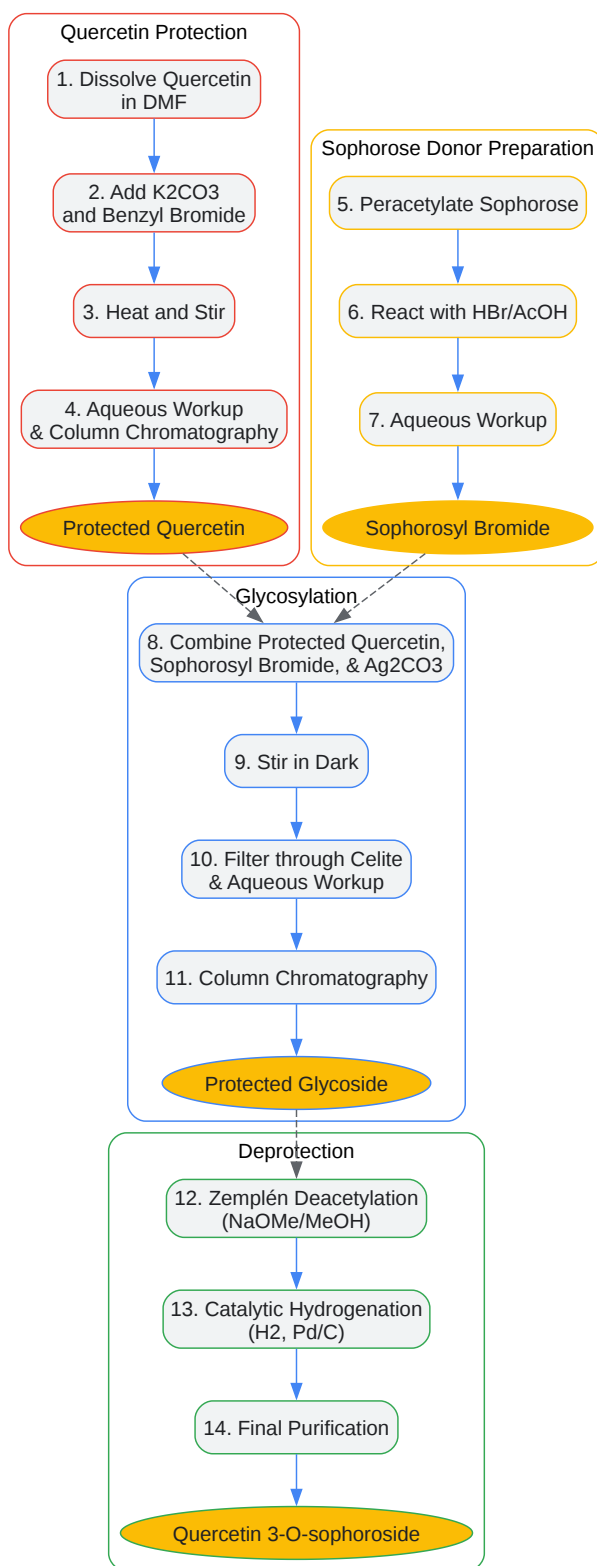 Quercetin Protection
1. Dissolve Quercetin
in DMF
2. Add K2CO3
and Benzyl Bromide
3. Heat and Stir
4. Aqueous Workup
& Column Chromatography
Protected Quercetin
Sophorose Donor Preparation
5. Peracetylate Sophorose
6. React with HBr/AcOH
7. Aqueous Workup
Sophorosyl Bromide
Glycosylation
8. Combine Protected Quercetin,
Sophorosyl Bromide, & Ag2CO3
9. Stir in Dark
10. Filter through Celite
& Aqueous Workup
11. Column Chromatography
Protected Glycoside
Deprotection
12. Zemplén Deacetylation
(NaOMe/MeOH)
13. Catalytic Hydrogenation
(H2, Pd/C)
14. Final Purification
Quercetin 3-O-sophoroside